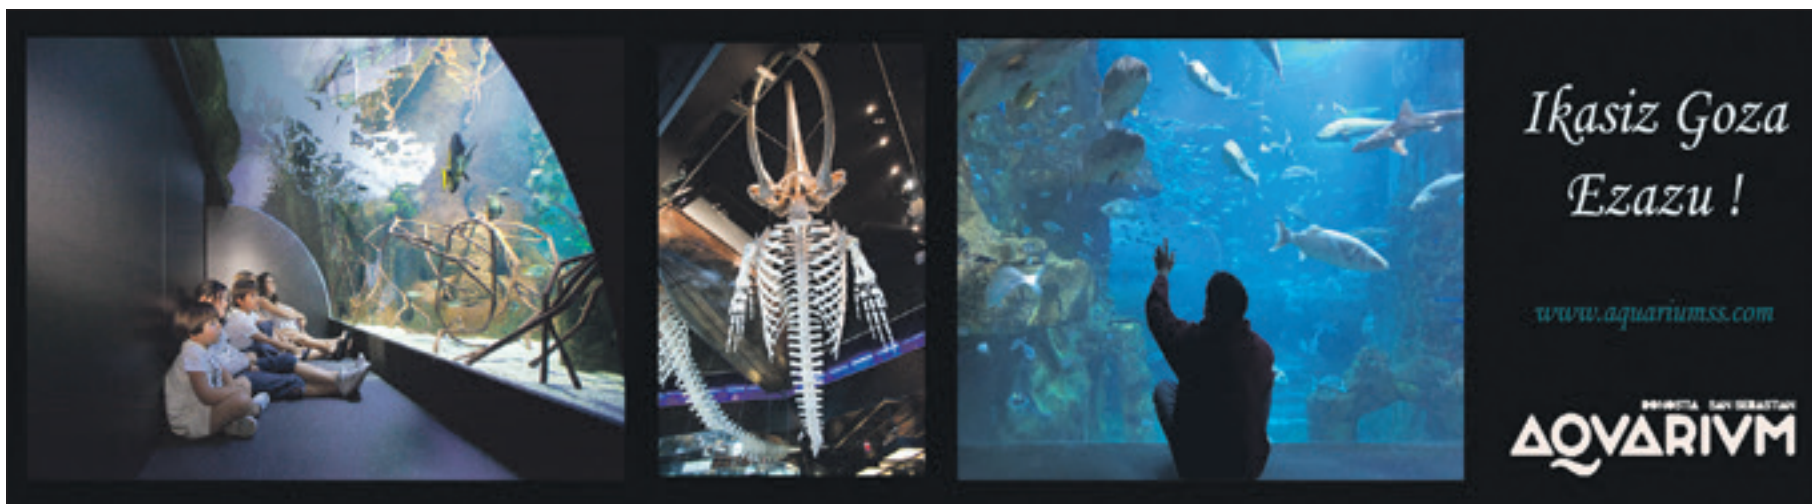 Ikasiz Goza
Ezazu !
www.aquariumss.com
DONOSTIA SAN SEBASTIAN
AQVARIVM